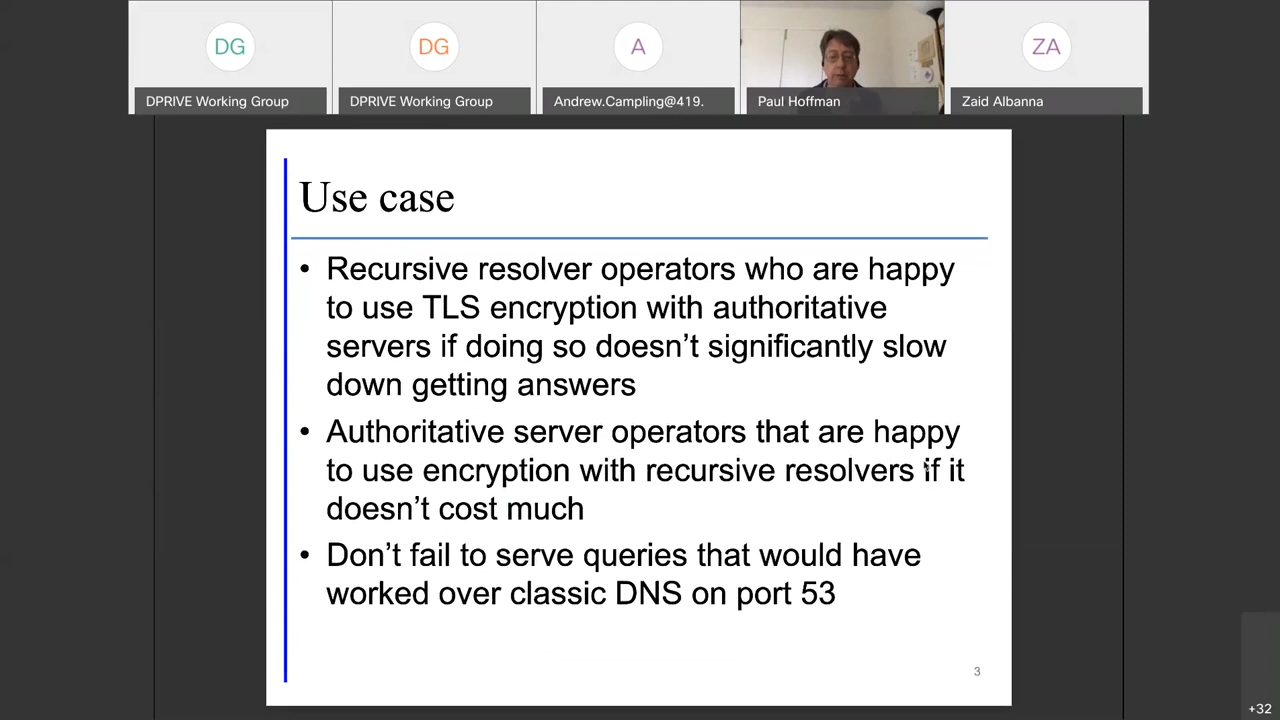 DG
DG
A
ZA
DPRIVE Working Group
DPRIVE Working Group
Andrew.Campling@419.
Paul Hoffman
Zaid Albanna
Use case
• Recursive resolver operators who are happy
to use TLS encryption with authoritative
servers if doing so doesn’t significantly slow
down getting answers
• Authoritative server operators that are happy
to use encryption with recursive resolvers if it
doesn’t cost much
• Don’t fail to serve queries that would have
worked over classic DNS on port 53
3
+32